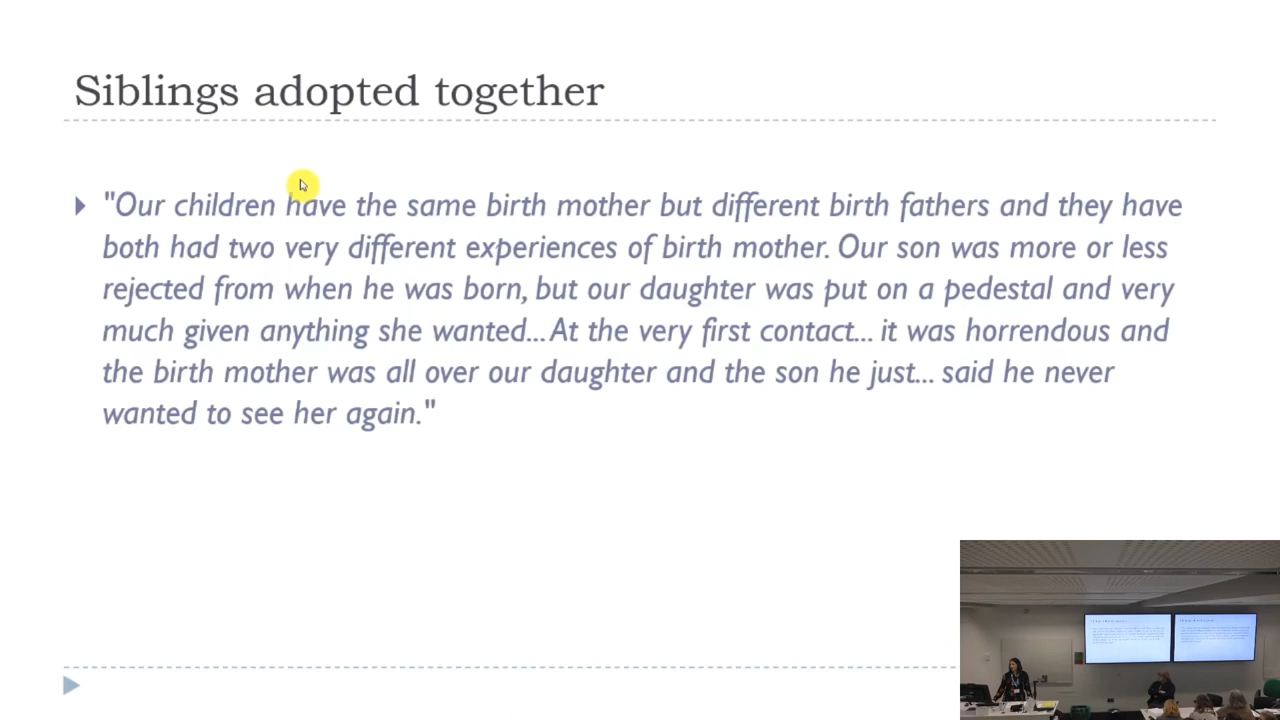 Siblings adopted together
"Our children have the same birth mother but different birth fathers and they have
both had two very different experiences of birth mother. Our son was more or less
rejected from when he was born, but our daughter was put on a pedestal and very
much given anything she wanted... At the very first contact... it was horrendous and
the birth mother was all over our daughter and the son he just... said he never
wanted to see her again."